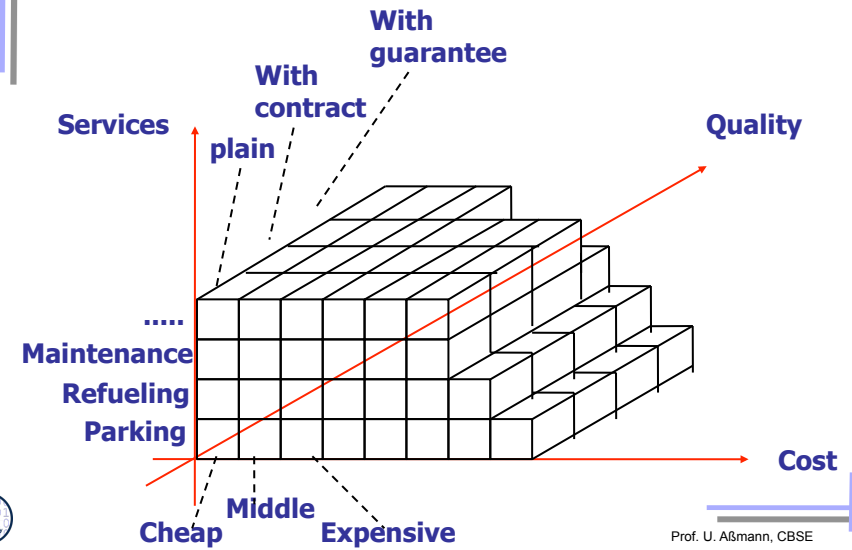 With
guarantee
With
contract
Services
Quality
plain
.....
Maintenance
Refueling
Parking
Cost
Middle
Cheap
Expensive
Prof. U. Aßmann, CBSE